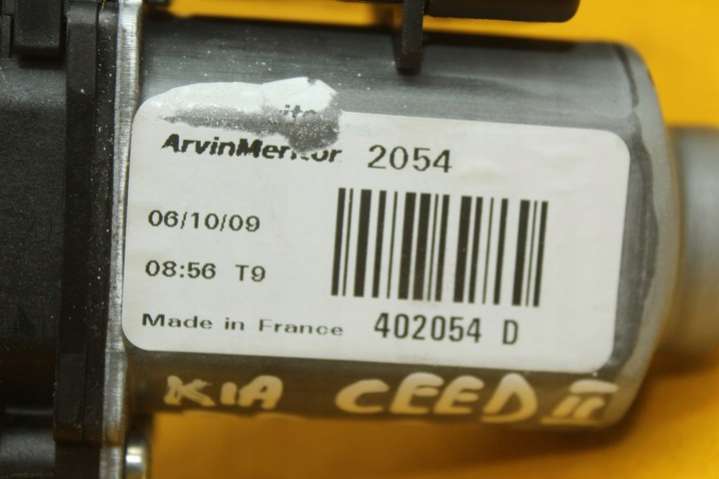 ArvinMeritor 2054
06/10/09
08:56 T9
Made in France 402054 D
KIA CEED II